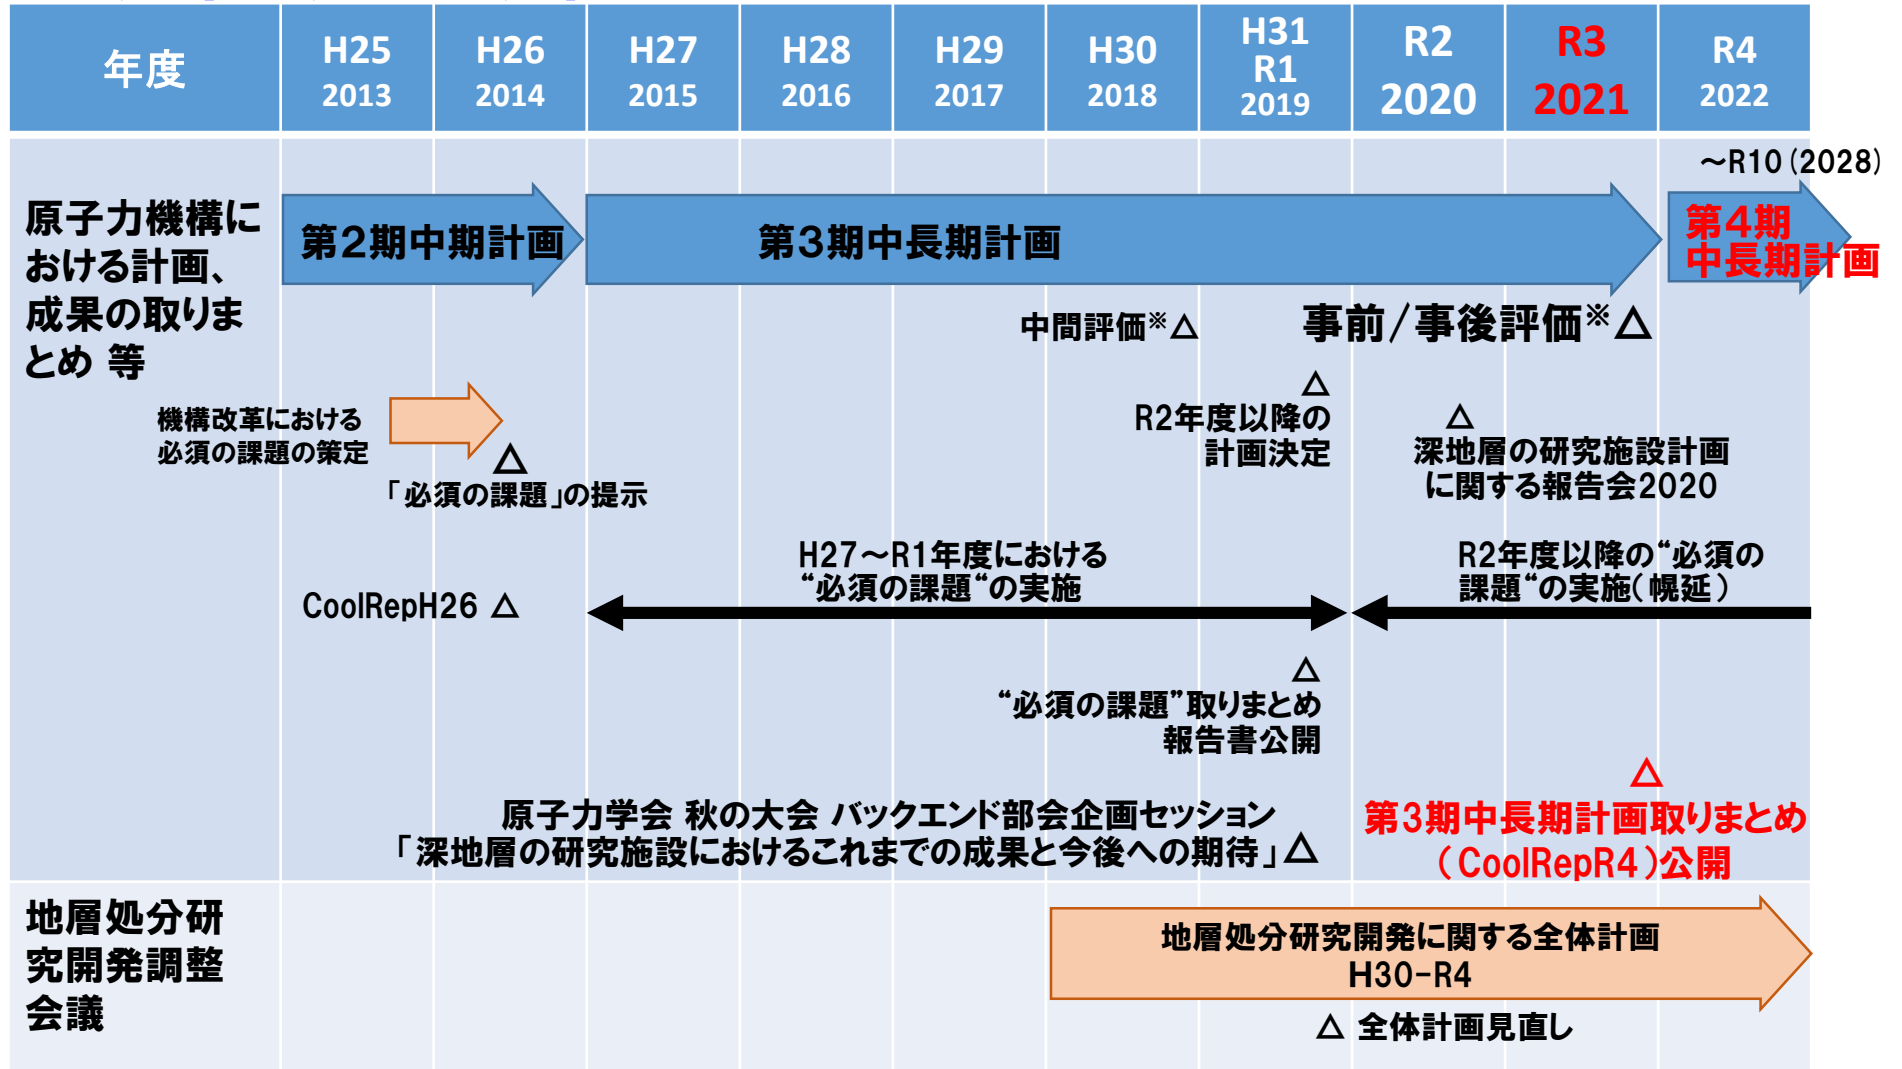 年度
H25
2013
H26
2014
H27
2015
H28
2016
H29
2017
H30
2018
H31
R1
2019
R2
2020
R3
2021
R4
2022
原子力機構に
おける計画、
成果の取りま
とめ 等
～R10(2028)
第２期中期計画
第３期中長期計画
第４期
中長期計画
中間評価※△
事前/事後評価※△
機構改革における
必須の課題の策定
△
「必須の課題」の提示
△
R2年度以降の
計画決定
△
深地層の研究施設計画
に関する報告会2020
H27～R1年度における
“必須の課題“の実施
R2年度以降の“必須の
課題“の実施(幌延)
CoolRepH26 △
△
“必須の課題”取りまとめ
報告書公開
原子力学会 秋の大会 バックエンド部会企画セッション
「深地層の研究施設におけるこれまでの成果と今後への期待」△
△
第3期中長期計画取りまとめ
(CoolRepR4)公開
地層処分研
究開発調整
会議
地層処分研究開発に関する全体計画
H30-R4
△ 全体計画見直し